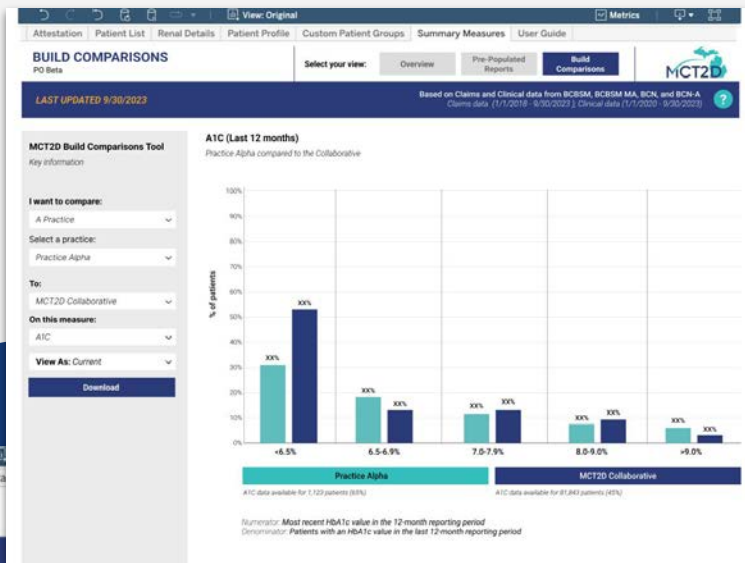 View: Original
Metrics
Attestation Patient List Renal Details Patient Profile Custom Patient Groups Summary Measures User Guide
BUILD COMPARISONS
PO Beta
Select your view:
Overview
Pre-Populated
Reports
Build
Comparisons
MCT2D
LAST UPDATED 9/30/2023
Based on Claims and Clinical data from BCBSM, BCBSM MA, BCN, and BCN-A
Claims data (1/1/2018 - 9/30/2023 ); Clinical data (1/1/2020 - 9/30/2023)
?
MCT2D Build Comparisons Tool
Key information
I want to compare:
A Practice
Select a practice:
Practice Alpha
To:
MCT2D Collaborative
On this measure:
A1C
View As: Current
Download
A1C (Last 12 months)
Practice Alpha compared to the Collaborative
100%
90%
80%
70%
60%
50%
40%
30%
20%
10%
0%
% of patients
XX% XX%
XX% XX%
XX% XX%
XX% XX%
XX% XX%
<6.5% 6.5-6.9% 7.0-7.9% 8.0-9.0% >9.0%
Practice Alpha MCT2D Collaborative
A1C data available for 1,123 patients (65%) A1C data available for 81,843 patients (45%)
Numerator: Most recent HbA1c value in the 12-month reporting period
Denominator: Patients with an HbA1c value in the last 12-month reporting period